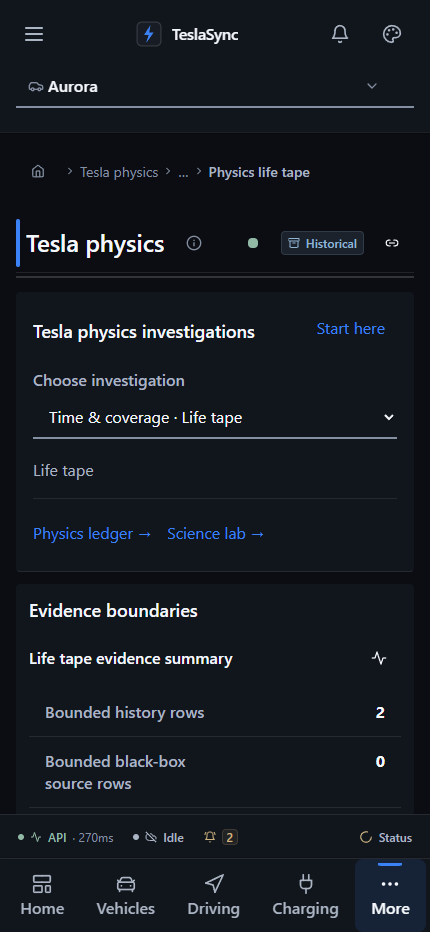 TeslaSync
Aurora
Tesla physics
...
Physics life tape
Tesla physics
Historical
Tesla physics investigations
Start here
Choose investigation
Time & coverage · Life tape
Life tape
Physics ledger →
Science lab →
Evidence boundaries
Life tape evidence summary
Bounded history rows
2
Bounded black-box
source rows
0
API · 270ms
Idle
2
Status
Home
Vehicles
Driving
Charging
More